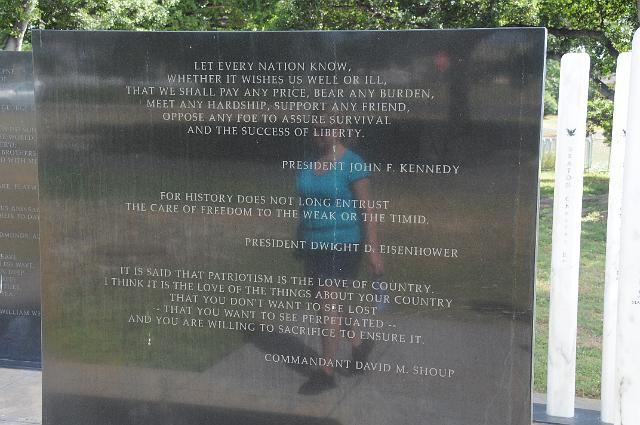 LET EVERY NATION KNOW,
WHETHER IT WISHES US WELL OR ILL,
THAT WE SHALL PAY ANY PRICE, BEAR ANY BURDEN,
MEET ANY HARDSHIP, SUPPORT ANY FRIEND,
OPPOSE ANY FOE TO ASSURE SURVIVAL
AND THE SUCCESS OF LIBERTY.
PRESIDENT JOHN F. KENNEDY
FOR HISTORY DOES NOT LONG ENTRUST
THE CARE OF FREEDOM TO THE WEAK OR THE TIMID.
PRESIDENT DWIGHT D. EISENHOWER
IT IS SAID THAT PATRIOTISM IS THE LOVE OF COUNTRY.
I THINK IT IS THE LOVE OF THE THINGS ABOUT YOUR COUNTRY
THAT YOU DON'T WANT TO SEE LOST
-- THAT YOU WANT TO SEE PERPETUATED --
AND YOU ARE WILLING TO SACRIFICE TO ENSURE IT.
COMMANDANT DAVID M. SHOUP